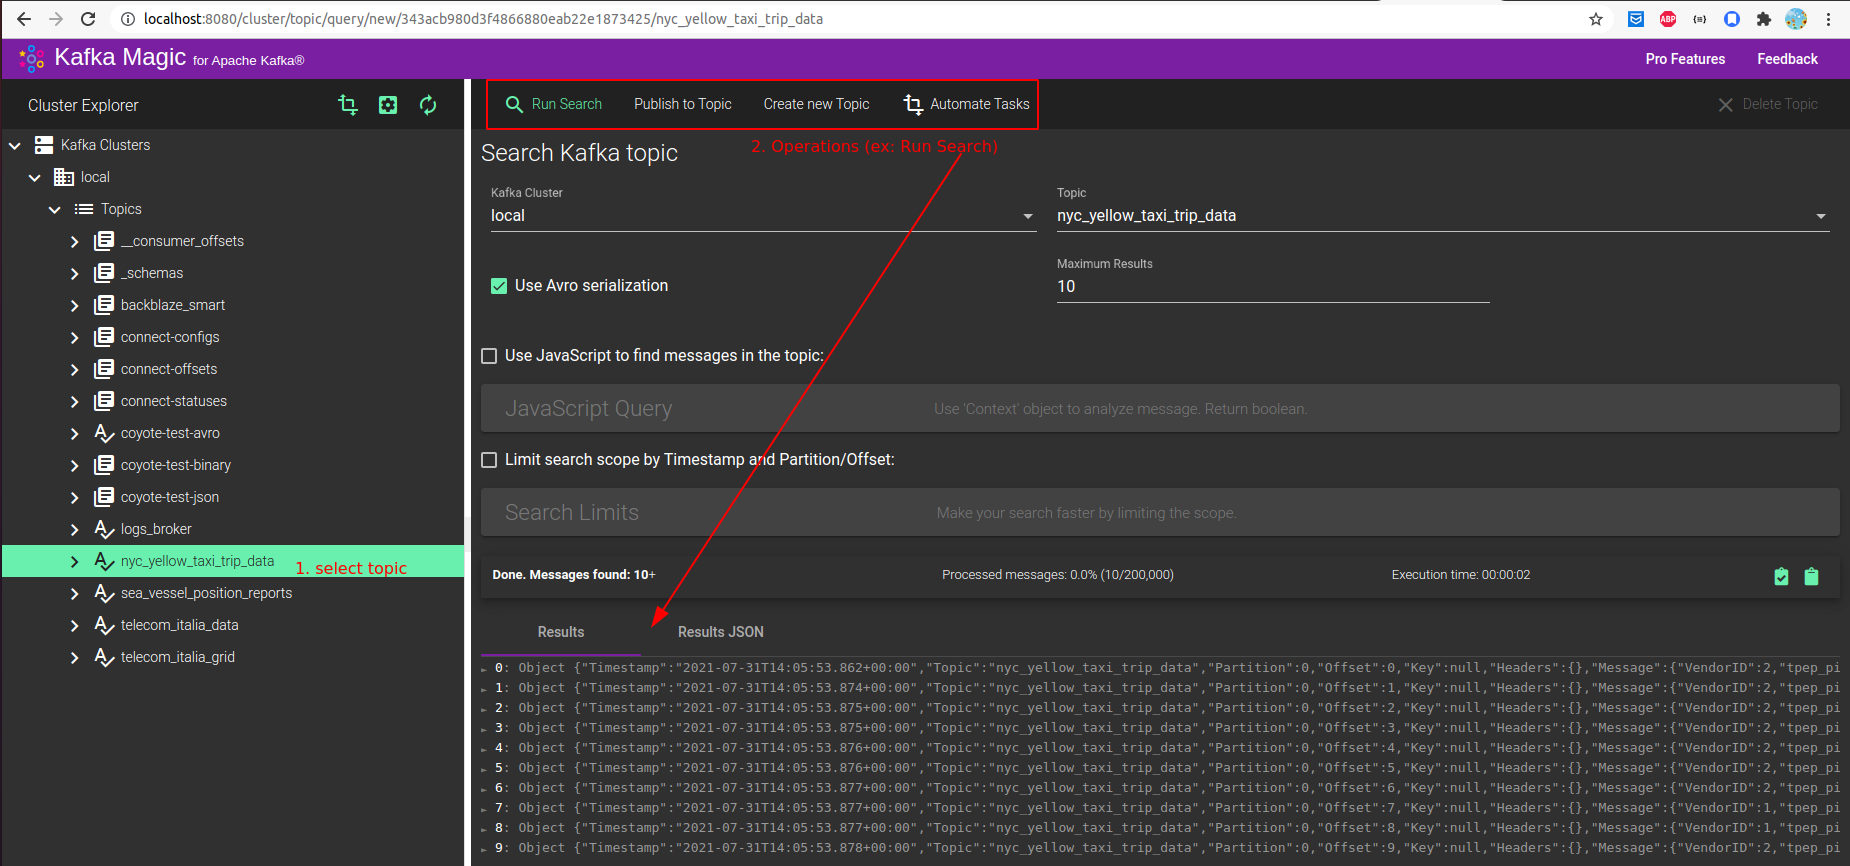 localhost:8080/cluster/topic/query/new/343acb980d3f4866880eab22e1873425/nyc_yellow_taxi_trip_data
ABP
Kafka Magic for Apache Kafka®
Pro Features
Feedback
Cluster Explorer
Kafka Clusters
local
Topics
__consumer_offsets
_schemas
backblaze_smart
connect-configs
connect-offsets
connect-statuses
coyote-test-avro
coyote-test-binary
coyote-test-json
logs_broker
nyc_yellow_taxi_trip_data
1. select topic
sea_vessel_position_reports
telecom_italia_data
telecom_italia_grid
Run Search
Publish to Topic
Create new Topic
Automate Tasks
Delete Topic
2. Operations (ex: Run Search)
Search Kafka topic
Kafka Cluster
local
Topic
nyc_yellow_taxi_trip_data
Use Avro serialization
Maximum Results
10
Use JavaScript to find messages in the topic:
JavaScript Query
Use 'Context' object to analyze message. Return boolean.
Limit search scope by Timestamp and Partition/Offset:
Search Limits
Make your search faster by limiting the scope.
Done. Messages found: 10+
Processed messages: 0.0% (10/200,000)
Execution time: 00:00:02
Results
Results JSON
0: Object {"Timestamp":"2021-07-31T14:05:53.862+00:00","Topic":"nyc_yellow_taxi_trip_data","Partition":0,"Offset":0,"Key":null,"Headers":{},"Message":{"VendorID":2,"tpep_pi
1: Object {"Timestamp":"2021-07-31T14:05:53.874+00:00","Topic":"nyc_yellow_taxi_trip_data","Partition":0,"Offset":1,"Key":null,"Headers":{},"Message":{"VendorID":2,"tpep_pi
2: Object {"Timestamp":"2021-07-31T14:05:53.875+00:00","Topic":"nyc_yellow_taxi_trip_data","Partition":0,"Offset":2,"Key":null,"Headers":{},"Message":{"VendorID":2,"tpep_pi
3: Object {"Timestamp":"2021-07-31T14:05:53.875+00:00","Topic":"nyc_yellow_taxi_trip_data","Partition":0,"Offset":3,"Key":null,"Headers":{},"Message":{"VendorID":2,"tpep_pi
4: Object {"Timestamp":"2021-07-31T14:05:53.876+00:00","Topic":"nyc_yellow_taxi_trip_data","Partition":0,"Offset":4,"Key":null,"Headers":{},"Message":{"VendorID":2,"tpep_pi
5: Object {"Timestamp":"2021-07-31T14:05:53.876+00:00","Topic":"nyc_yellow_taxi_trip_data","Partition":0,"Offset":5,"Key":null,"Headers":{},"Message":{"VendorID":2,"tpep_pi
6: Object {"Timestamp":"2021-07-31T14:05:53.877+00:00","Topic":"nyc_yellow_taxi_trip_data","Partition":0,"Offset":6,"Key":null,"Headers":{},"Message":{"VendorID":2,"tpep_pi
7: Object {"Timestamp":"2021-07-31T14:05:53.877+00:00","Topic":"nyc_yellow_taxi_trip_data","Partition":0,"Offset":7,"Key":null,"Headers":{},"Message":{"VendorID":1,"tpep_pi
8: Object {"Timestamp":"2021-07-31T14:05:53.877+00:00","Topic":"nyc_yellow_taxi_trip_data","Partition":0,"Offset":8,"Key":null,"Headers":{},"Message":{"VendorID":1,"tpep_pi
9: Object {"Timestamp":"2021-07-31T14:05:53.878+00:00","Topic":"nyc_yellow_taxi_trip_data","Partition":0,"Offset":9,"Key":null,"Headers":{},"Message":{"VendorID":2,"tpep_pi